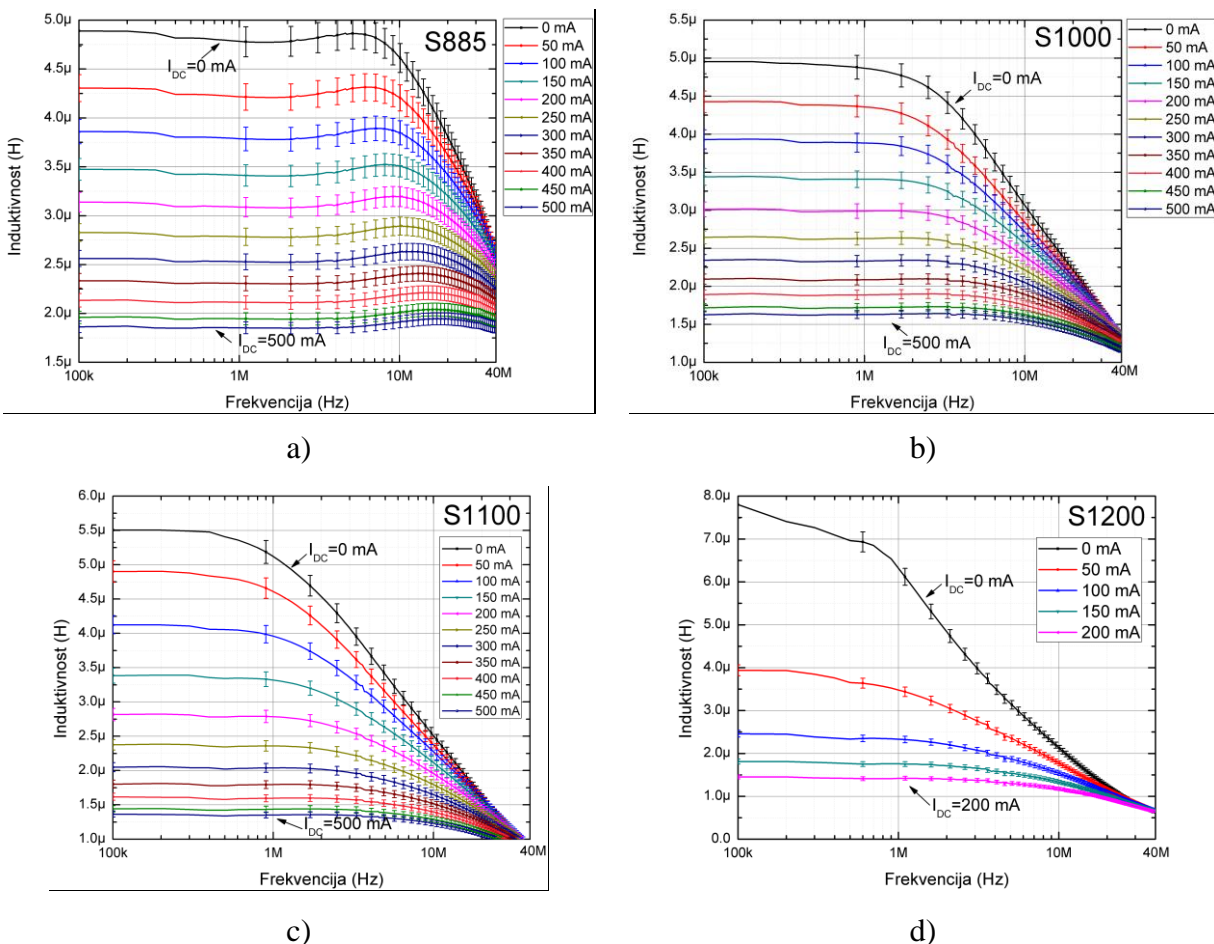 5.0µ
4.5µ
4.0µ
3.5µ
3.0µ
2.5µ
2.0µ
1.5µ
Induktivnost (H)
100k
1M
10M
40M
Frekvencija (Hz)
S885
I_DC=0 mA
I_DC=500 mA
0 mA
50 mA
100 mA
150 mA
200 mA
250 mA
300 mA
350 mA
400 mA
450 mA
500 mA
a)
5.5µ
5.0µ
4.5µ
4.0µ
3.5µ
3.0µ
2.5µ
2.0µ
1.5µ
1.0µ
Induktivnost (H)
100k
1M
10M
40M
Frekvencija (Hz)
S1000
I_DC=0 mA
I_DC=500 mA
0 mA
50 mA
100 mA
150 mA
200 mA
250 mA
300 mA
350 mA
400 mA
450 mA
500 mA
b)
6.0µ
5.5µ
5.0µ
4.5µ
4.0µ
3.5µ
3.0µ
2.5µ
2.0µ
1.5µ
1.0µ
Induktivnost (H)
100k
1M
10M
40M
Frekvencija (Hz)
S1100
I_DC=0 mA
I_DC=500 mA
0 mA
50 mA
100 mA
150 mA
200 mA
250 mA
300 mA
350 mA
400 mA
450 mA
500 mA
c)
8.0µ
7.0µ
6.0µ
5.0µ
4.0µ
3.0µ
2.0µ
1.0µ
0.0
Induktivnost (H)
100k
1M
10M
40M
Frekvencija (Hz)
S1200
I_DC=0 mA
I_DC=200 mA
0 mA
50 mA
100 mA
150 mA
200 mA
d)